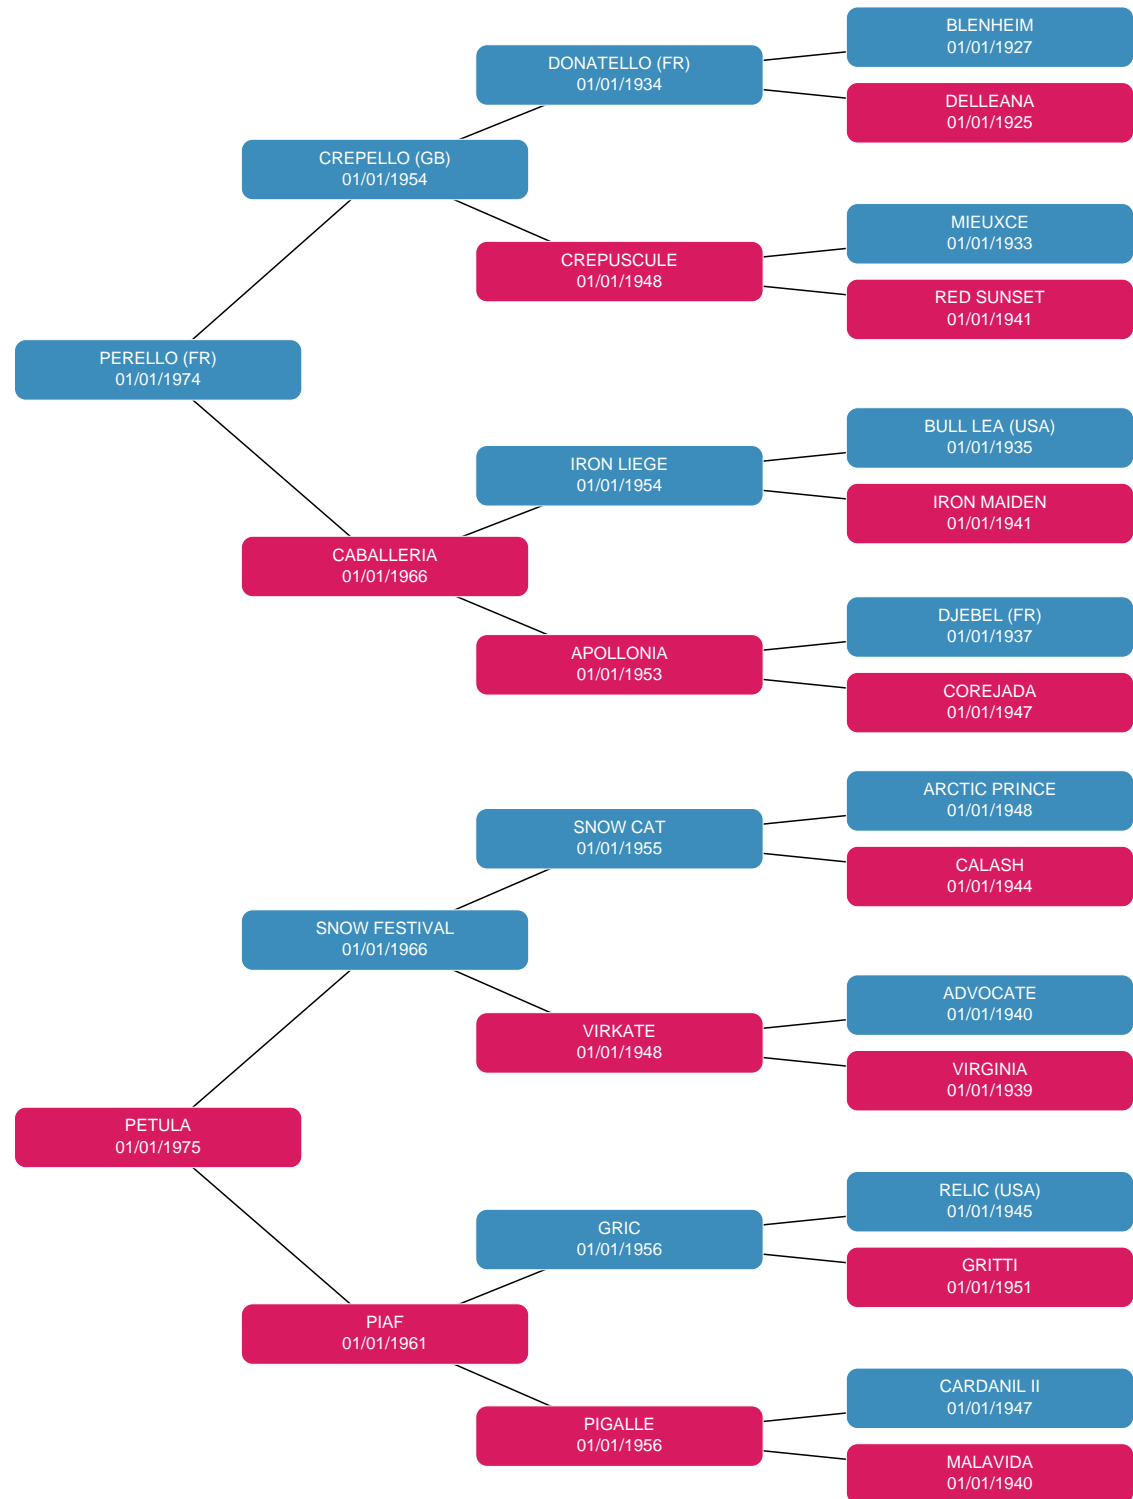 BLENHEIM
01/01/1927
DONATELLO (FR)
01/01/1934
DELLEANA
01/01/1925
CREPELLO (GB)
01/01/1954
MIEUXCE
01/01/1933
CREPUSCULE
01/01/1948
RED SUNSET
01/01/1941
PERELLO (FR)
01/01/1974
BULL LEA (USA)
01/01/1935
IRON LIEGE
01/01/1954
IRON MAIDEN
01/01/1941
CABALLERIA
01/01/1966
DJEBEL (FR)
01/01/1937
APOLLONIA
01/01/1953
COREJADA
01/01/1947
ARCTIC PRINCE
01/01/1948
SNOW CAT
01/01/1955
CALASH
01/01/1944
SNOW FESTIVAL
01/01/1966
ADVOCATE
01/01/1940
VIRKATE
01/01/1948
VIRGINIA
01/01/1939
PETULA
01/01/1975
RELIC (USA)
01/01/1945
GRIC
01/01/1956
GRITTI
01/01/1951
PIAF
01/01/1961
CARDANIL II
01/01/1947
PIGALLE
01/01/1956
MALAVIDA
01/01/1940